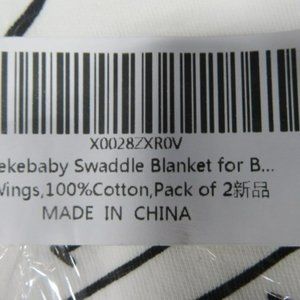 X0028ZXR0V
ekebaby Swaddle Blanket for B...
Wings,100%Cotton,Pack of 2新品
MADE IN CHINA